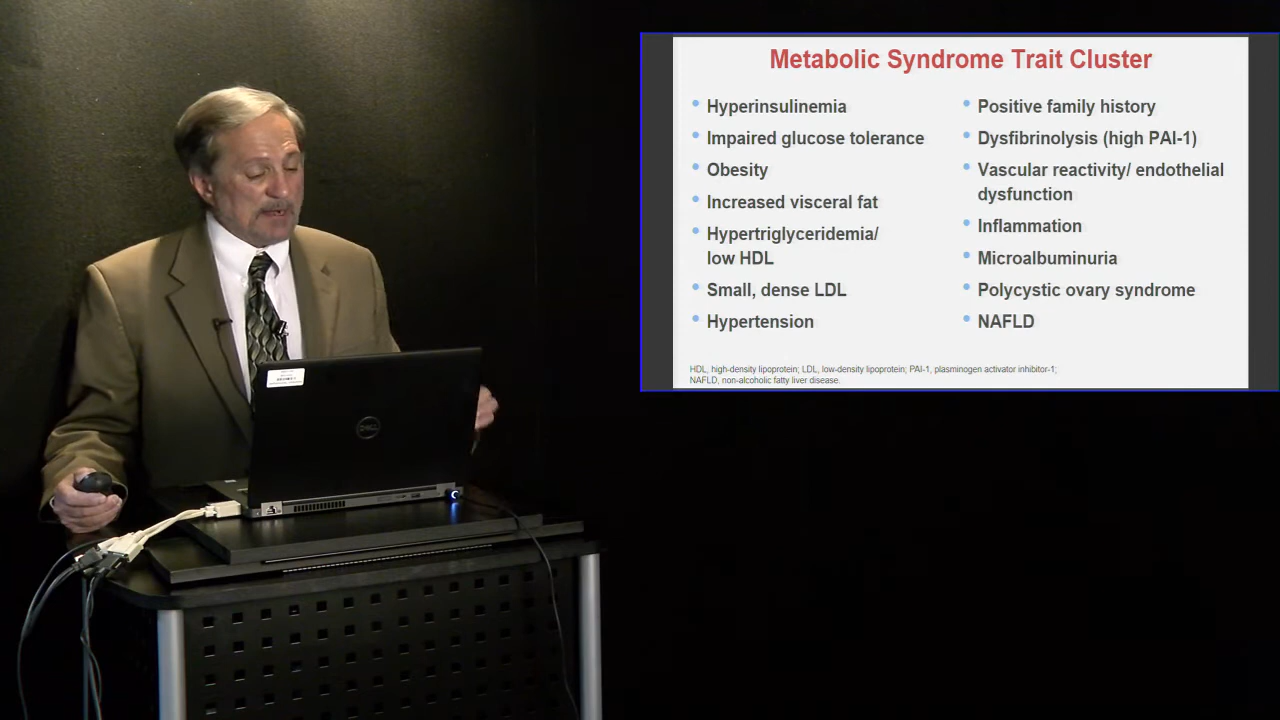 Metabolic Syndrome Trait Cluster
Hyperinsulinemia
Impaired glucose tolerance
Obesity
Increased visceral fat
Hypertriglyceridemia/
low HDL
Small, dense LDL
Hypertension
Positive family history
Dysfibrinolysis (high PAI-1)
Vascular reactivity/ endothelial
dysfunction
Inflammation
Microalbuminuria
Polycystic ovary syndrome
NAFLD
HDL, high-density lipoprotein; LDL, low-density lipoprotein; PAI-1, plasminogen activator inhibitor-1;
NAFLD, non-alcoholic fatty liver disease.
DELL